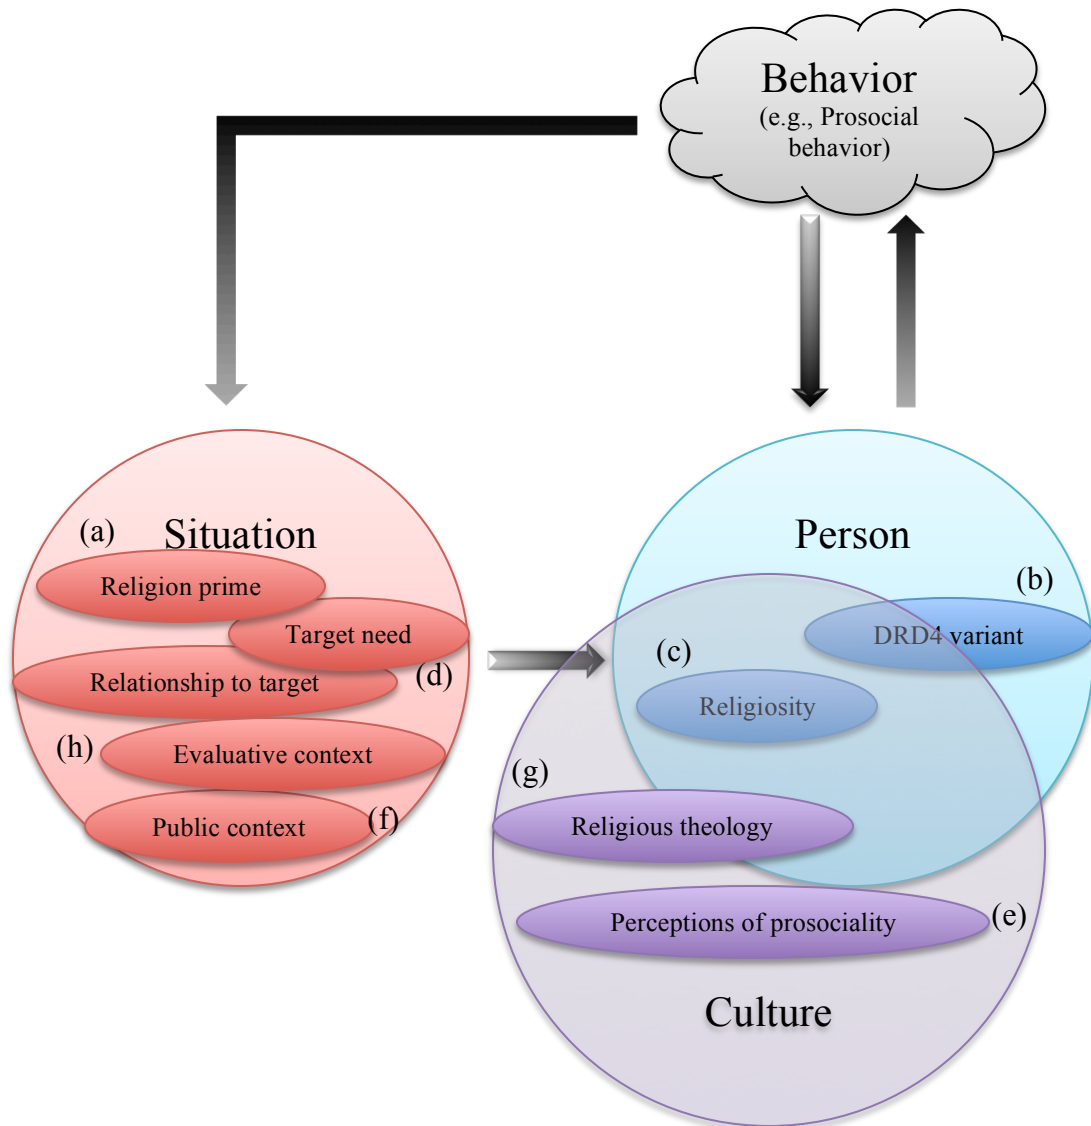 Behavior
(e.g., Prosocial
behavior)
Situation
(a)
Religion prime
Target need
Relationship to target
(d)
(h)
Evaluative context
Public context
(f)
Person
(b)
DRD4 variant
(c)
Religiosity
(g)
Religious theology
Perceptions of prosociality
(e)
Culture